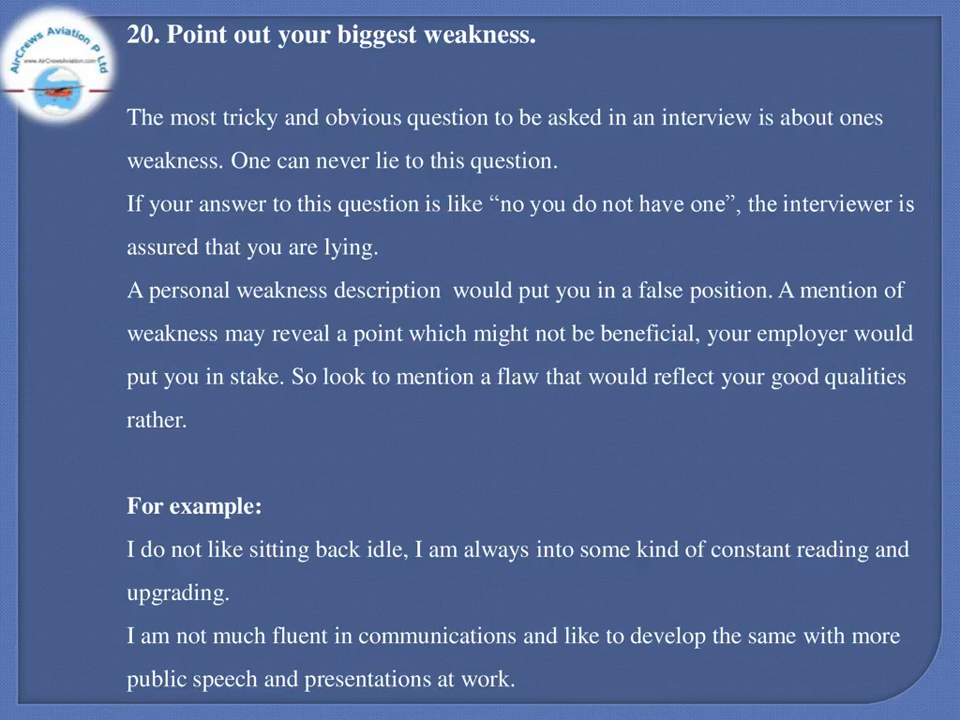 AirCrews Aviation P Ltd
www.AirCrewsAviation.com
20. Point out your biggest weakness.
The most tricky and obvious question to be asked in an interview is about ones
weakness. One can never lie to this question.
If your answer to this question is like “no you do not have one”, the interviewer is
assured that you are lying.
A personal weakness description  would put you in a false position. A mention of
weakness may reveal a point which might not be beneficial, your employer would
put you in stake. So look to mention a flaw that would reflect your good qualities
rather.
For example:
I do not like sitting back idle, I am always into some kind of constant reading and
upgrading.
I am not much fluent in communications and like to develop the same with more
public speech and presentations at work.